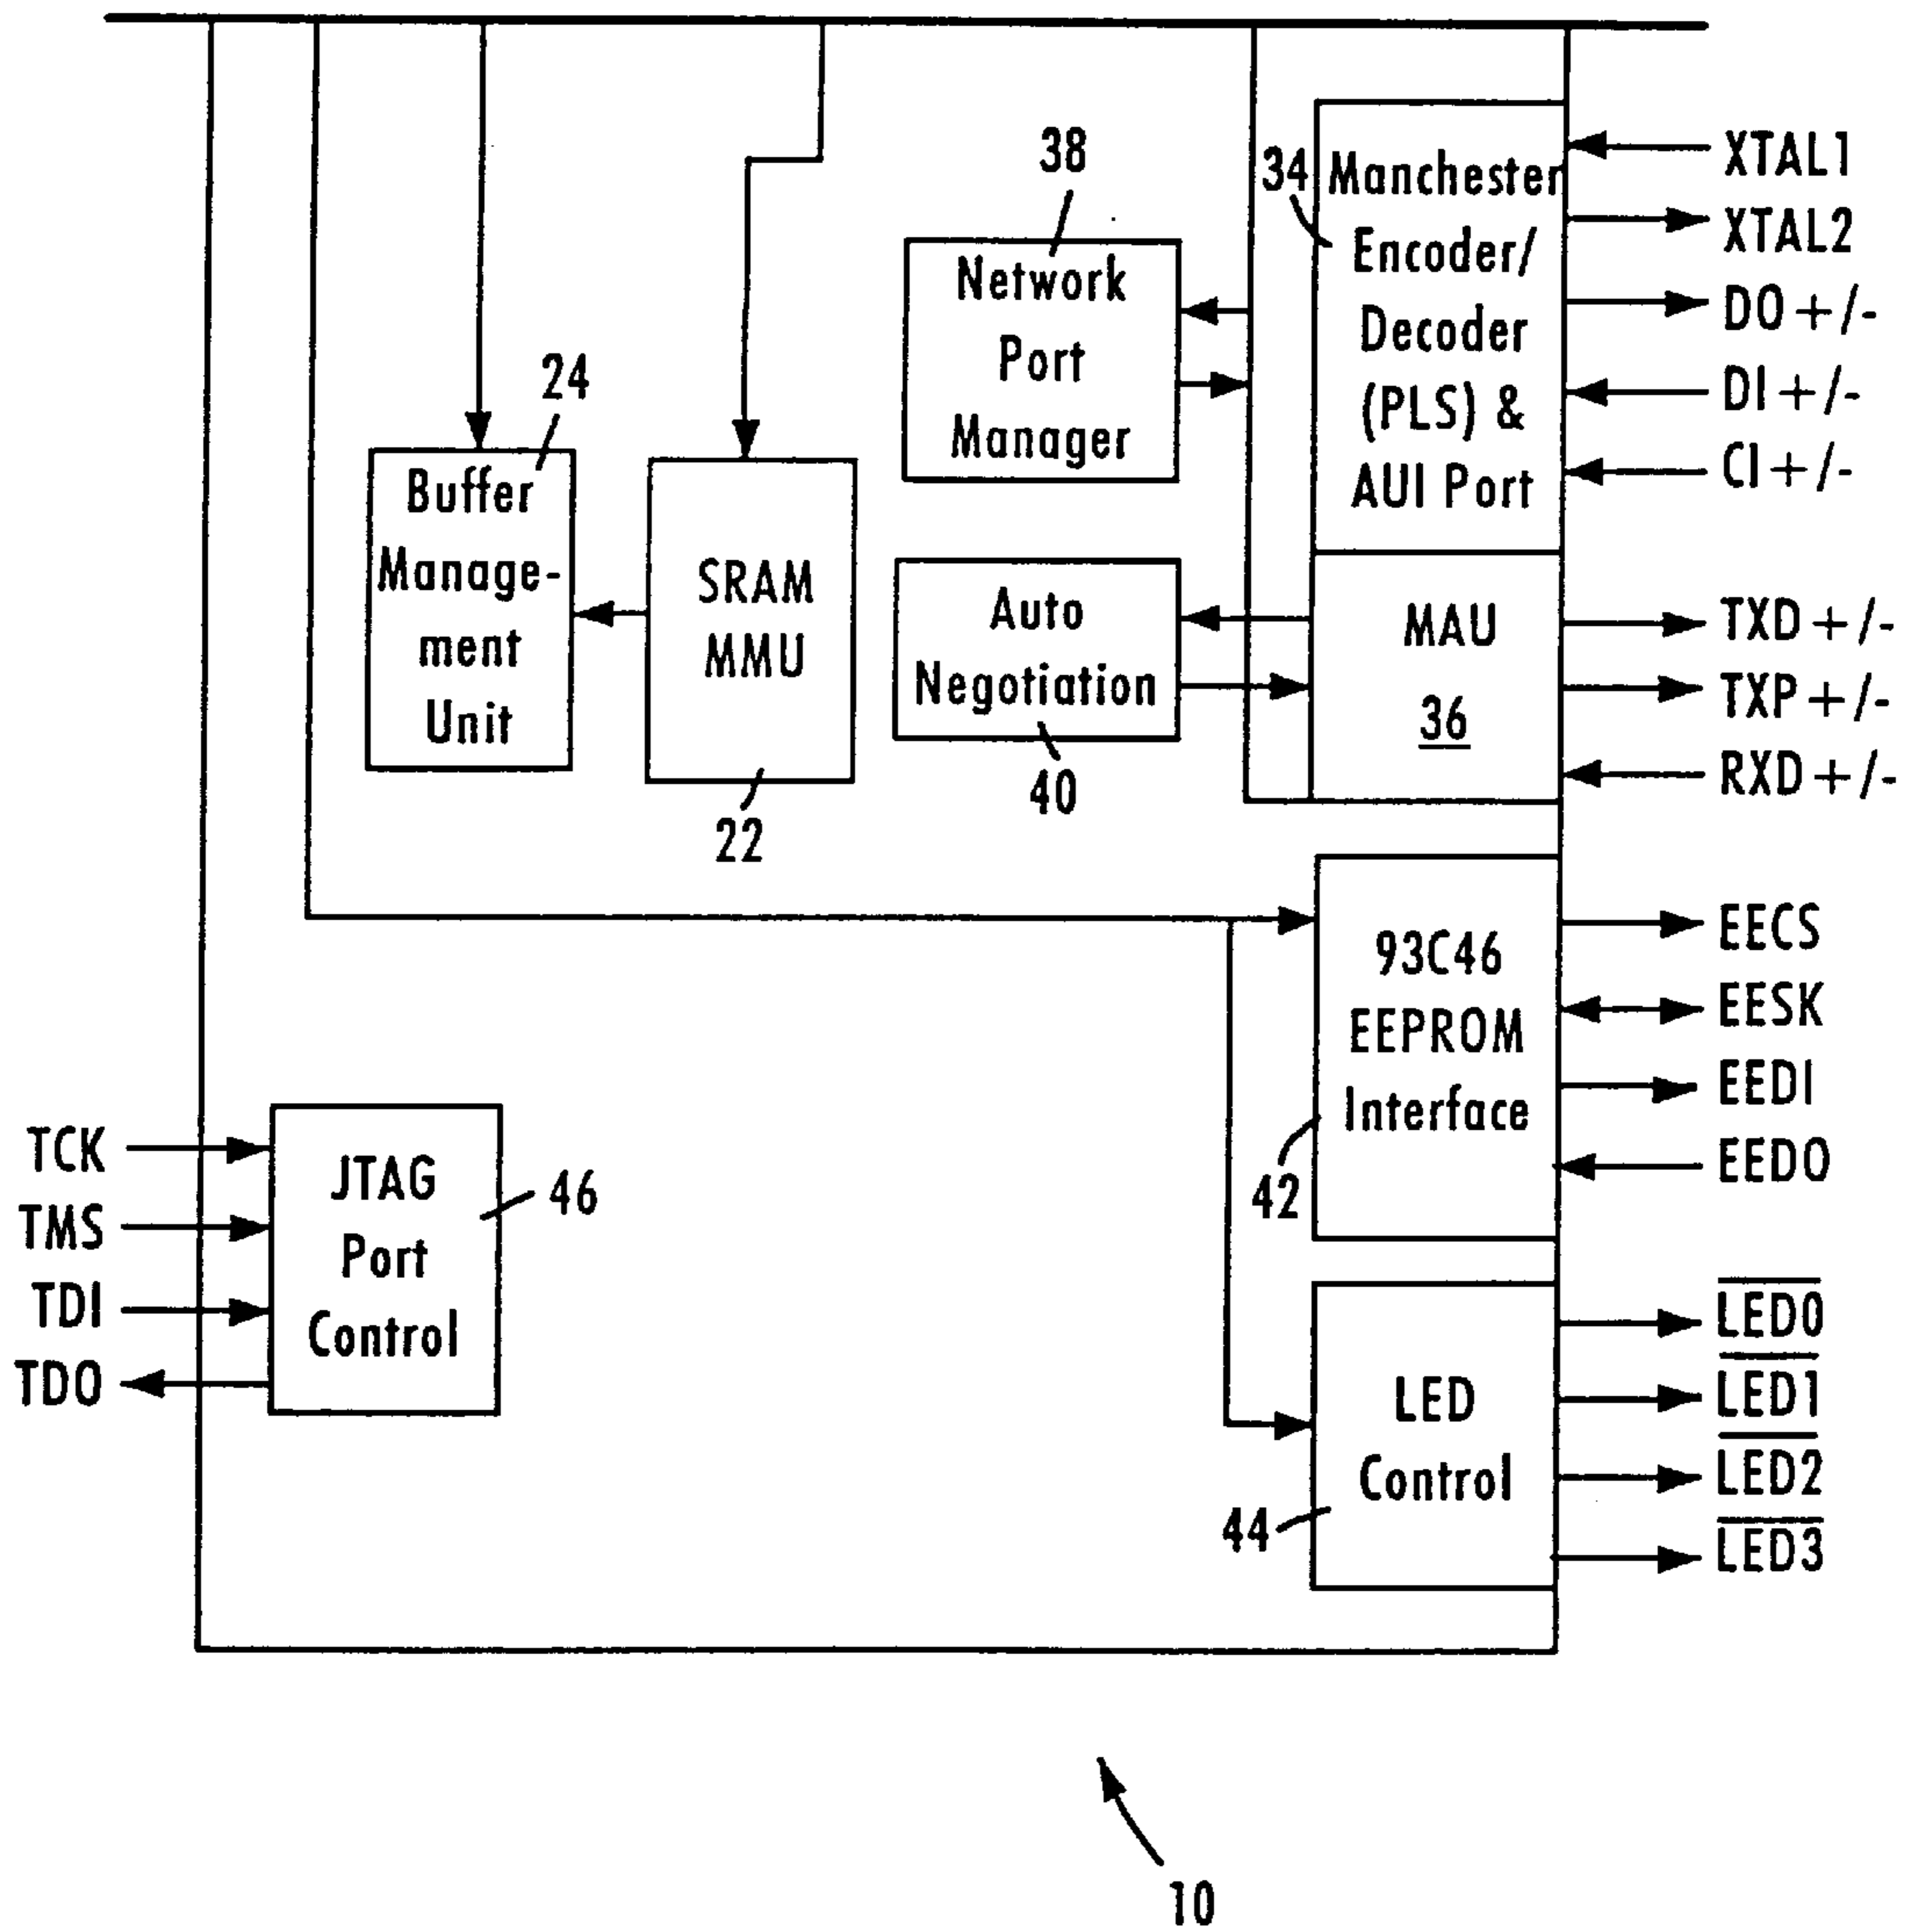 38
34
Manchester
Encoder/
Decoder
(PLS) &
AUI Port
XTAL1
XTAL2
DO +/-
DI +/-
CI +/-
Network
Port
Manager
24
Buffer
Manage-
ment
Unit
SRAM
MMU
22
Auto
Negotiation
40
MAU
36
TXD +/-
TXP +/-
RXD +/-
93C46
EEPROM
Interface
42
EECS
EESK
EEDI
EEDO
TCK
TMS
TDI
TDO
JTAG
Port
Control
46
LED
Control
44
LED0
LED1
LED2
LED3
10